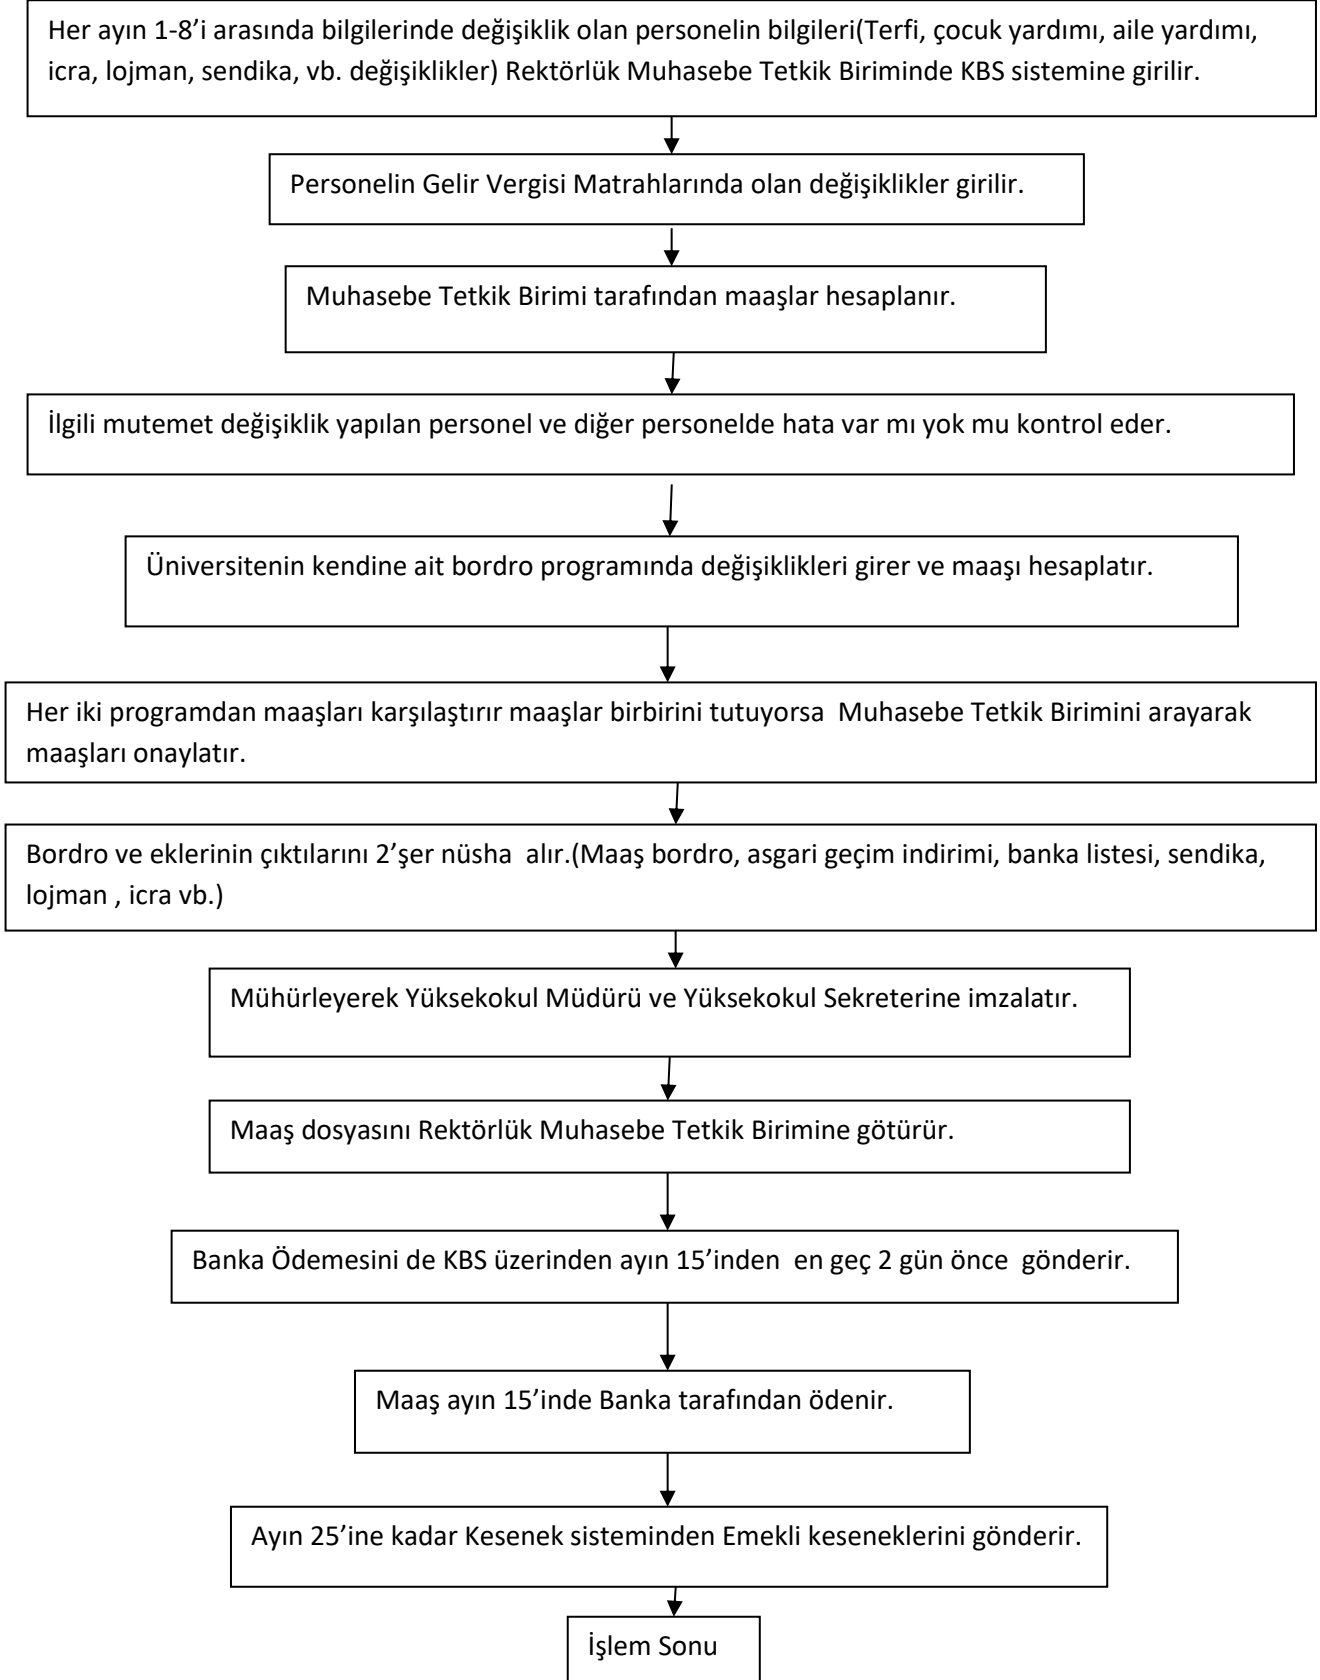 Her ayın 1-8’i arasında bilgilerinde değişiklik olan personelin bilgileri(Terfi, çocuk yardımı, aile yardımı,
icra, lojman, sendika, vb. değişiklikler) Rektörlük Muhasebe Tetkik Biriminde KBS sistemine girilir.
Personelin Gelir Vergisi Matrahlarında olan değişiklikler girilir.
Muhasebe Tetkik Birimi tarafından maaşlar hesaplanır.
İlgili mutemet değişiklik yapılan personel ve diğer personelde hata var mı yok mu kontrol eder.
Üniversitenin kendine ait bordro programında değişiklikleri girer ve maaşı hesaplatır.
Her iki programdan maaşları karşılaştırır maaşlar birbirini tutuyorsa  Muhasebe Tetkik Birimini arayarak
maaşları onaylatır.
Bordro ve eklerinin çıktılarını 2’şer nüsha  alır.(Maaş bordro, asgari geçim indirimi, banka listesi, sendika,
lojman , icra vb.)
Mühürleyerek Yüksekokul Müdürü ve Yüksekokul Sekreterine imzalatır.
Maaş dosyasını Rektörlük Muhasebe Tetkik Birimine götürür.
Banka Ödemesini de KBS üzerinden ayın 15’inden  en geç 2 gün önce  gönderir.
Maaş ayın 15’inde Banka tarafından ödenir.
Ayın 25’ine kadar Kesenek sisteminden Emekli keseneklerini gönderir.
İşlem Sonu